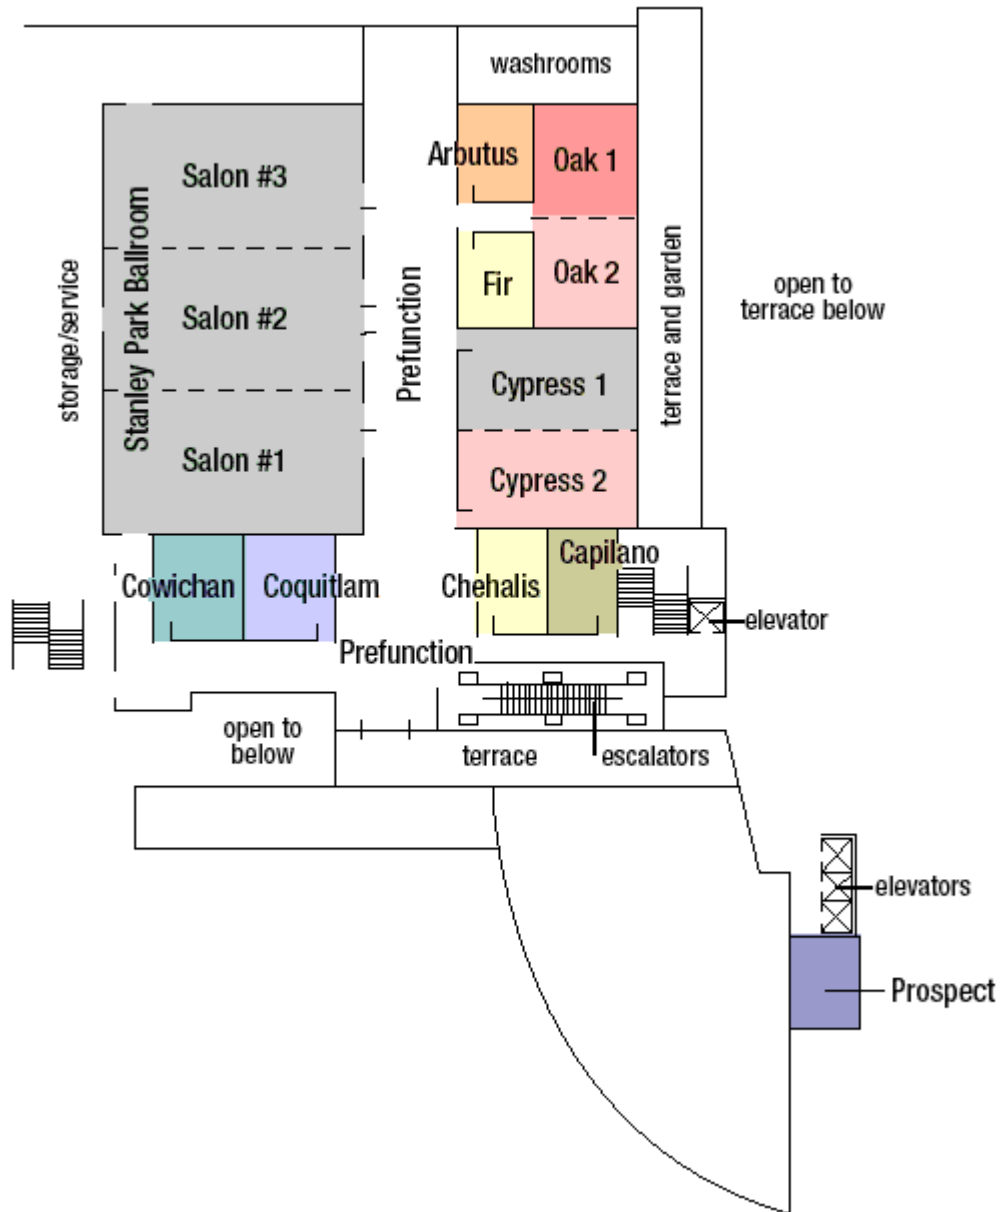 washrooms
Arbutus
Oak 1
Salon #3
Stanley Park Ballroom
storage/service
Prefunction
Fir
Oak 2
terrace and garden
open to
terrace below
Salon #2
Cypress 1
Salon #1
Cypress 2
Capilano
Cowichan
Coquitlam
Chehalis
elevator
Prefunction
open to
below
terrace
escalators
elevators
Prospect